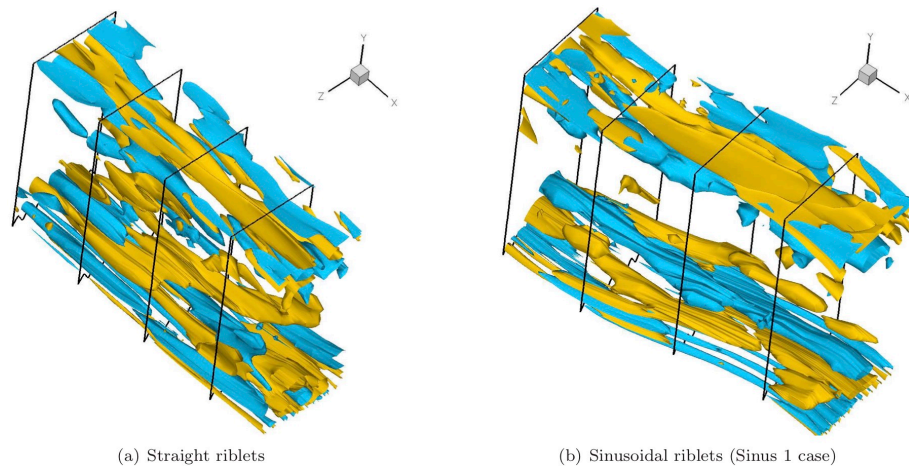 Y
Z
X
Y
Z
X
(a) Straight riblets
(b) Sinusoidal riblets (Sinus 1 case)